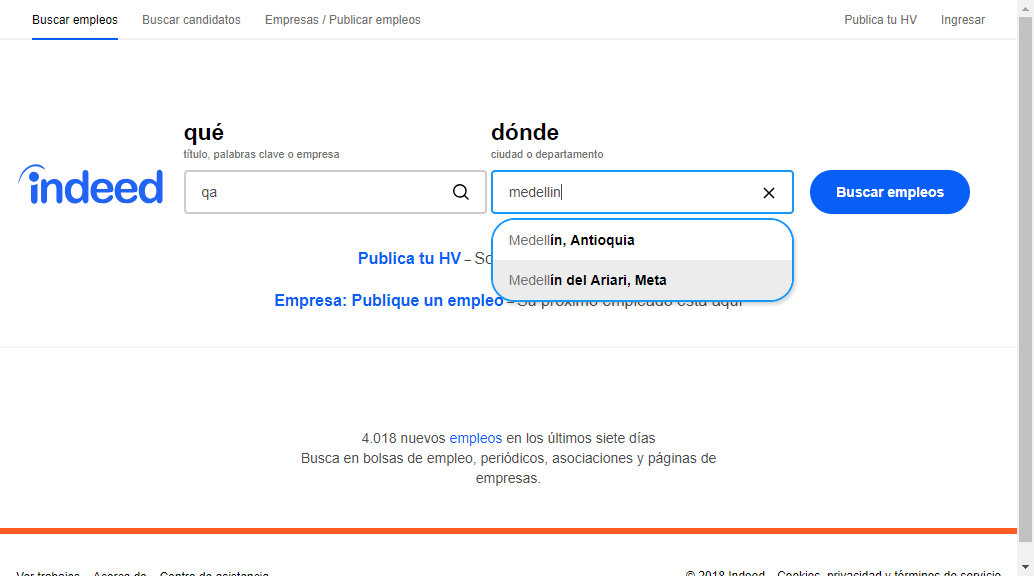 Buscar empleos Buscar candidatos Empresas / Publicar empleos Publica tu HV Ingresar
qué dónde
título, palabras clave o empresa ciudad o departamento
indeed qa medellin Buscar empleos
Medellín, Antioquia
Publica tu HV –
Medellín del Ariari, Meta
Empresa: Publique un empleo – Su próximo empleado está aquí
4.018 nuevos empleos en los últimos siete días
Busca en bolsas de empleo, periódicos, asociaciones y páginas de
empresas.
Ver trabajos Acerca de Centro de asistencia © 2018 Indeed Cookies, privacidad y términos de servicio